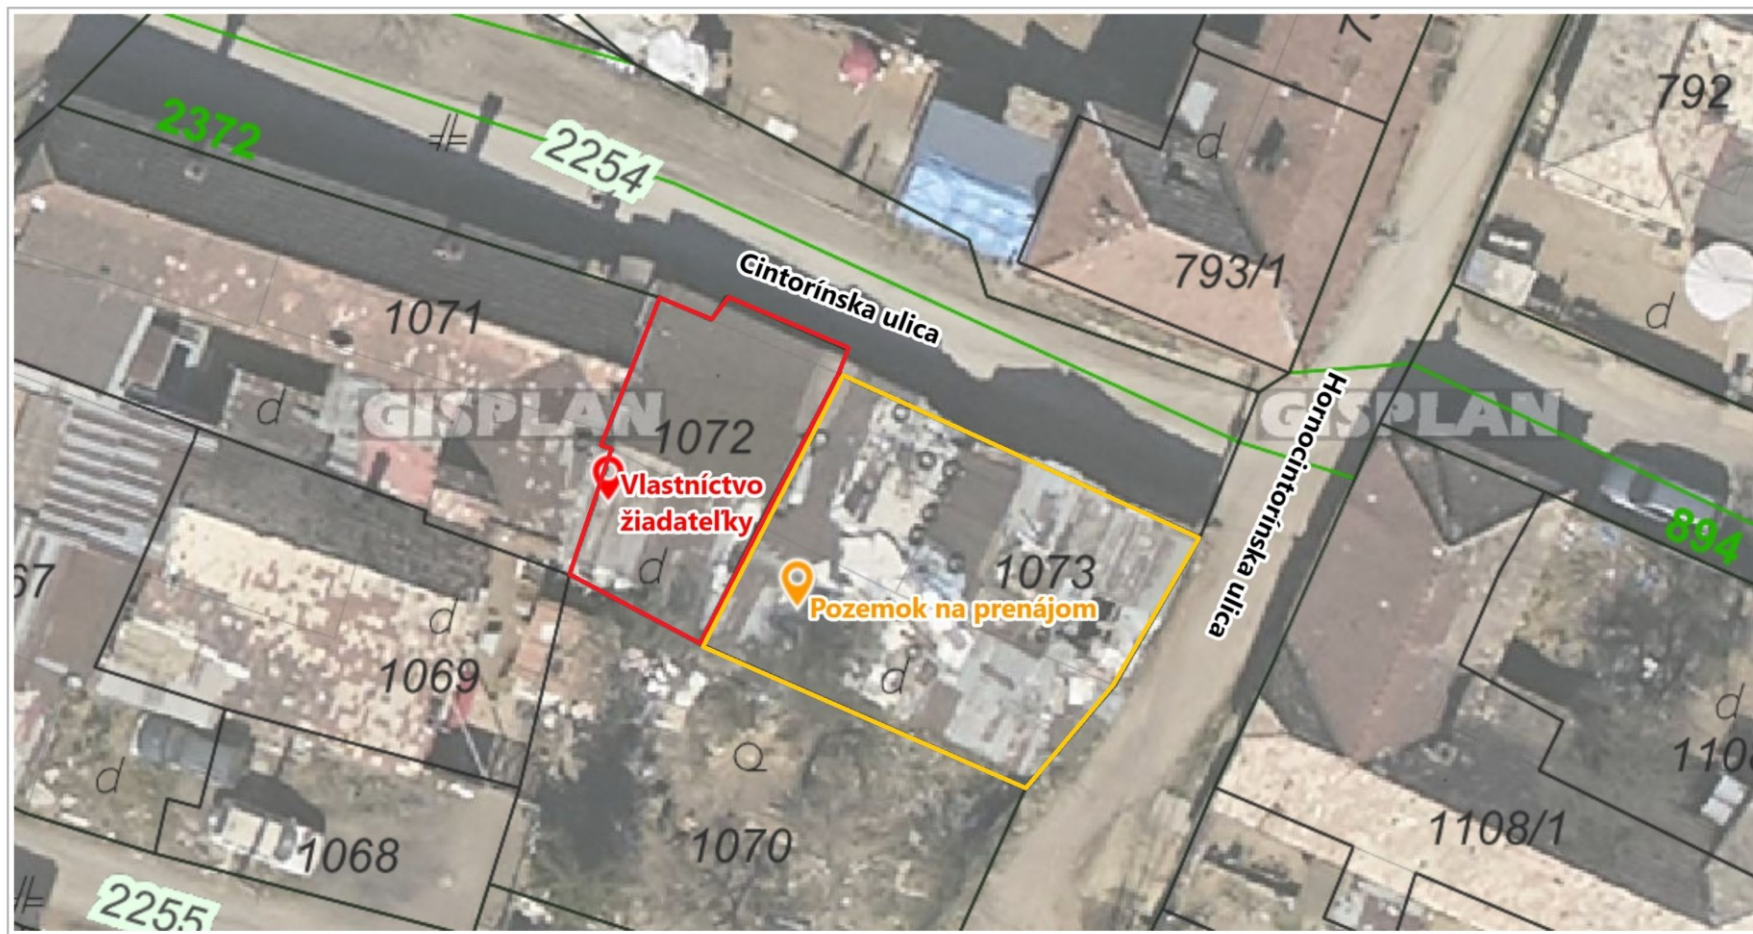 792
2372
2254
d
793/1
d
Cintorínska ulica
1071
d
GISPLAN
GISPLAN
1072
Hornocintorínska ulica
Vlastníctvo
žiadateľky
894
d
1073
67
Pozemok na prenájom
d
d
1069
d
d
1070
1108/1
1068
2255